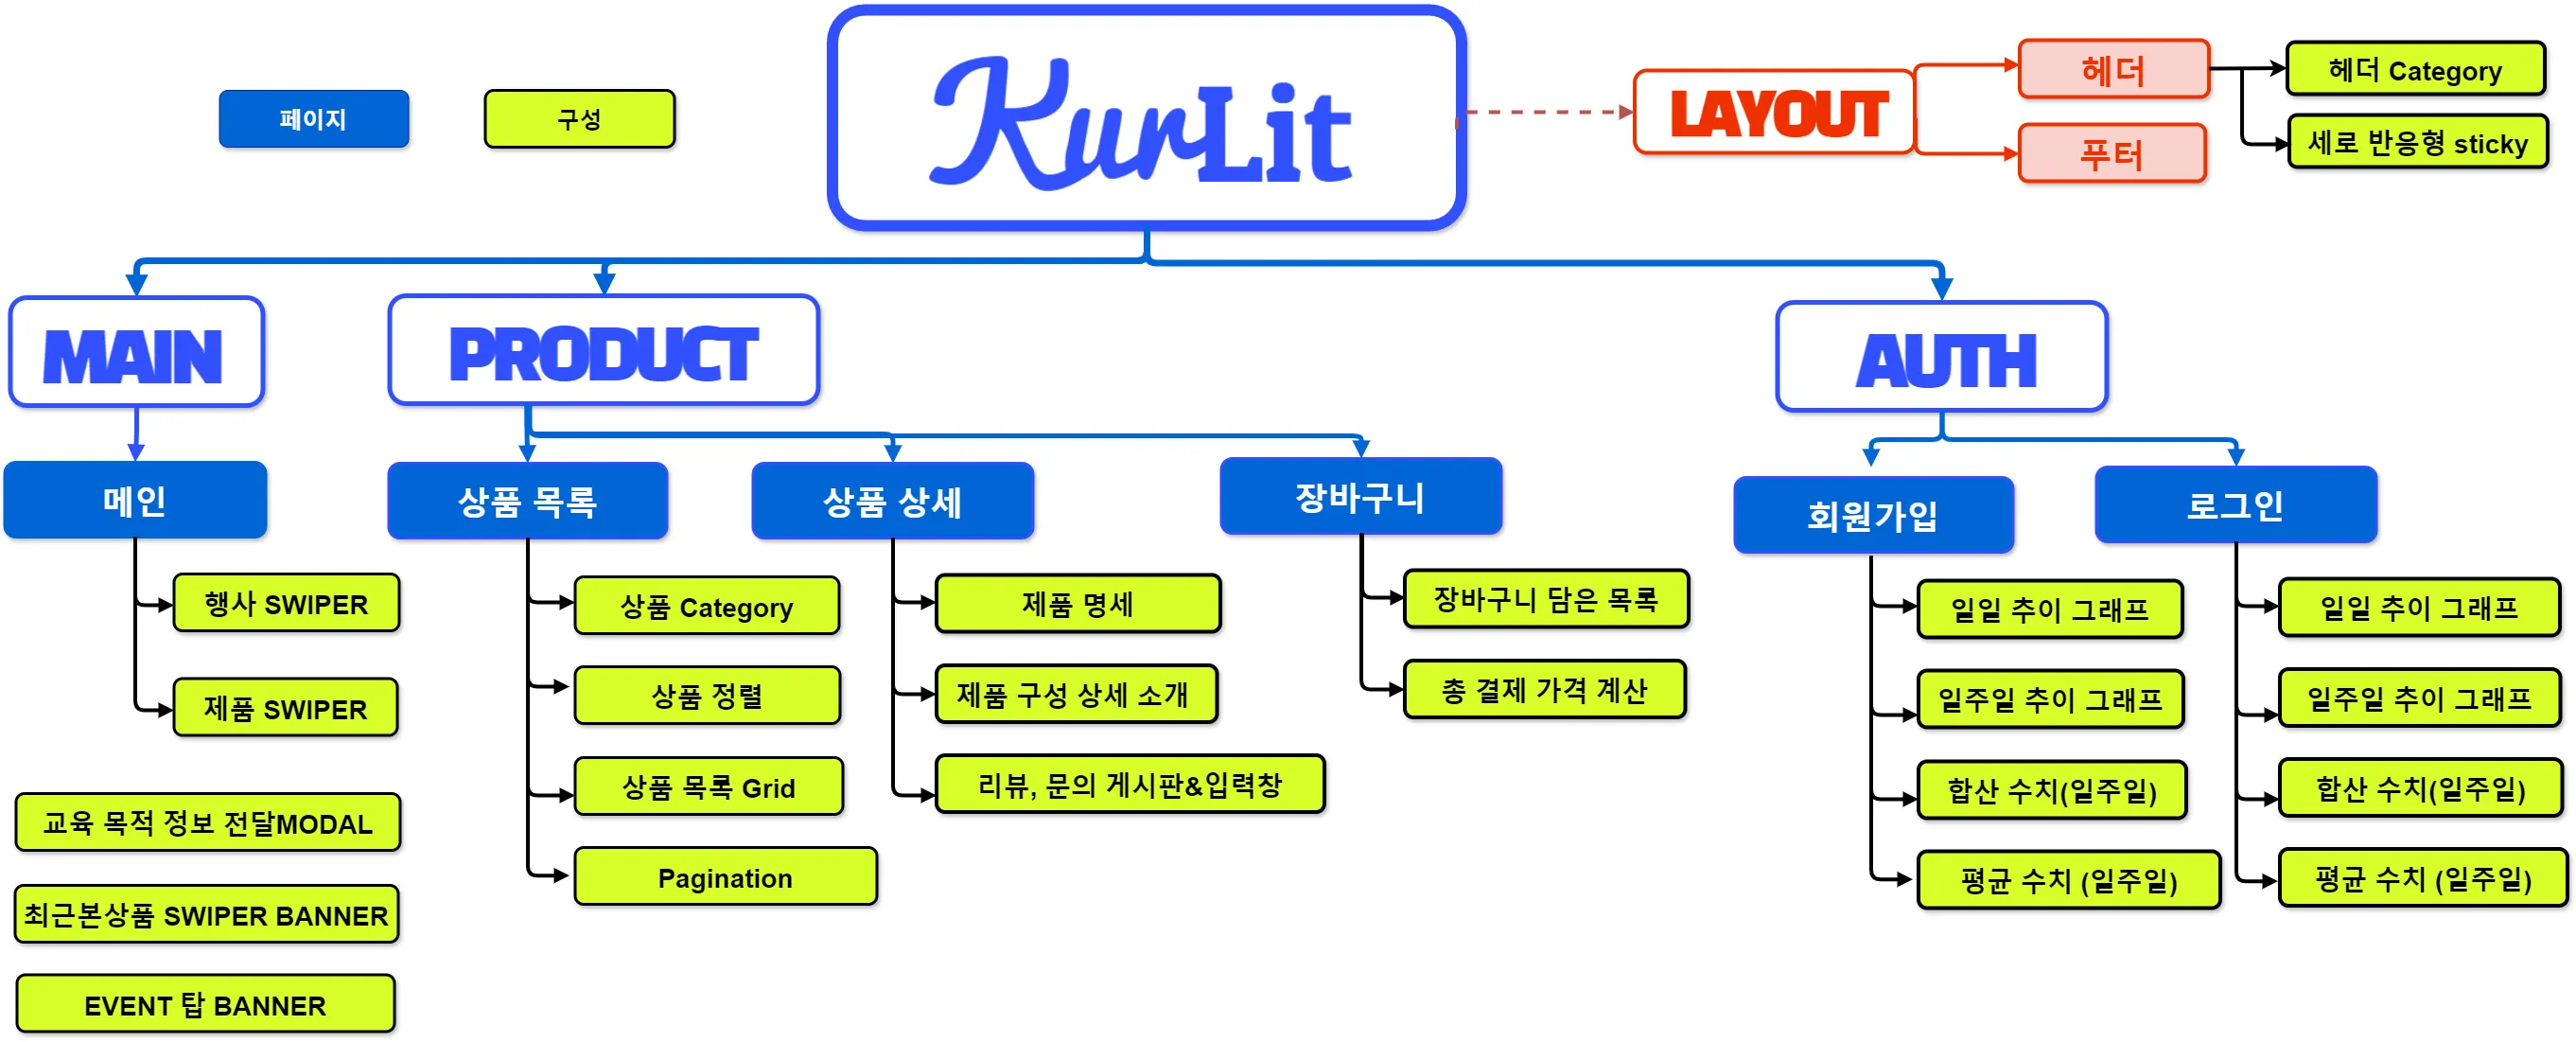 페이지
구성
KurLit
LAYOUT
헤더
헤더 Category
푸터
세로 반응형 sticky
MAIN
PRODUCT
AUTH
메인
상품 목록
상품 상세
장바구니
회원가입
로그인
행사 SWIPER
제품 SWIPER
교육 목적 정보 전달MODAL
최근본상품 SWIPER BANNER
EVENT 탑 BANNER
상품 Category
상품 정렬
상품 목록 Grid
Pagination
제품 명세
제품 구성 상세 소개
리뷰, 문의 게시판&입력창
장바구니 담은 목록
총 결제 가격 계산
일일 추이 그래프
일주일 추이 그래프
합산 수치(일주일)
평균 수치 (일주일)
일일 추이 그래프
일주일 추이 그래프
합산 수치(일주일)
평균 수치 (일주일)